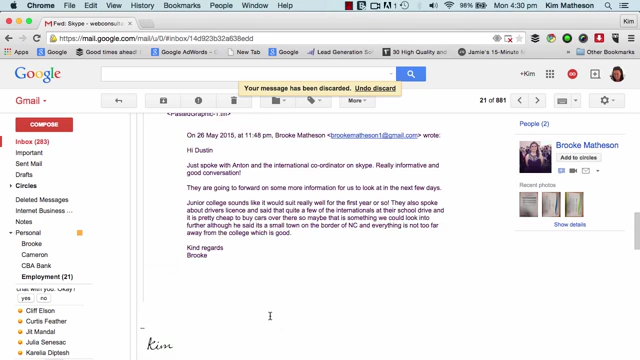 Chrome File Edit View History Bookmarks People Window Help
98% Mon 4:30 pm Kim Matheson
Fwd: Skype - webconsulta
Kim
https://mail.google.com/mail/u/0/#inbox/14d923b32a638edd
Apps Bookmarks Good times ahead Google AdWords - O Google Lead Generation Sel 30 High Quality and Jamie's 15-Minute Other Bookmarks
Google
+Kim
Your message has been discarded. Undo discard
Gmail
More
21 of 881
COMPOSE
Inbox (283)
Important
Sent Mail
Drafts
Circles
Deleted Messages
Internet Business ...
Notes
Personal
Brooke
Cameron
CBA Bank
Employment (21)
chat with you. Okay?
yes no
Cliff Elson
Curtis Feather
Jit Mandal
Julia Senesac
Karelia Diptesh
<PastedGraphic-1.tiff>
On 26 May 2015, at 11:48 pm, Brooke Matheson <brookematheson1@gmail.com> wrote:
Hi Dustin
Just spoke with Anton and the international co-ordinator on skype. Really informative and
good conversation!
They are going to forward on some more information for us to look at in the next few days.
Junior college sounds like it would suit really well for the first year or so! They also spoke
about drivers licence and said that quite a few of the internationals at their school drive and
it is pretty cheap to buy cars over there so maybe that is something we could look into
further although he said its a small town on the border of NC and everything is not too far
away from the college which is good.
Kind regards
Brooke
Kim
People (2)
Brooke Matheson
Add to circles
Recent photos
Show details